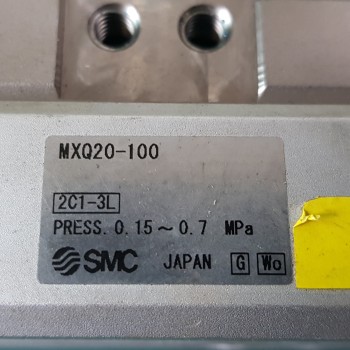 MXQ20-100
2C1-3L
PRESS. 0.15~0.7 MPa
SMC JAPAN G Wo